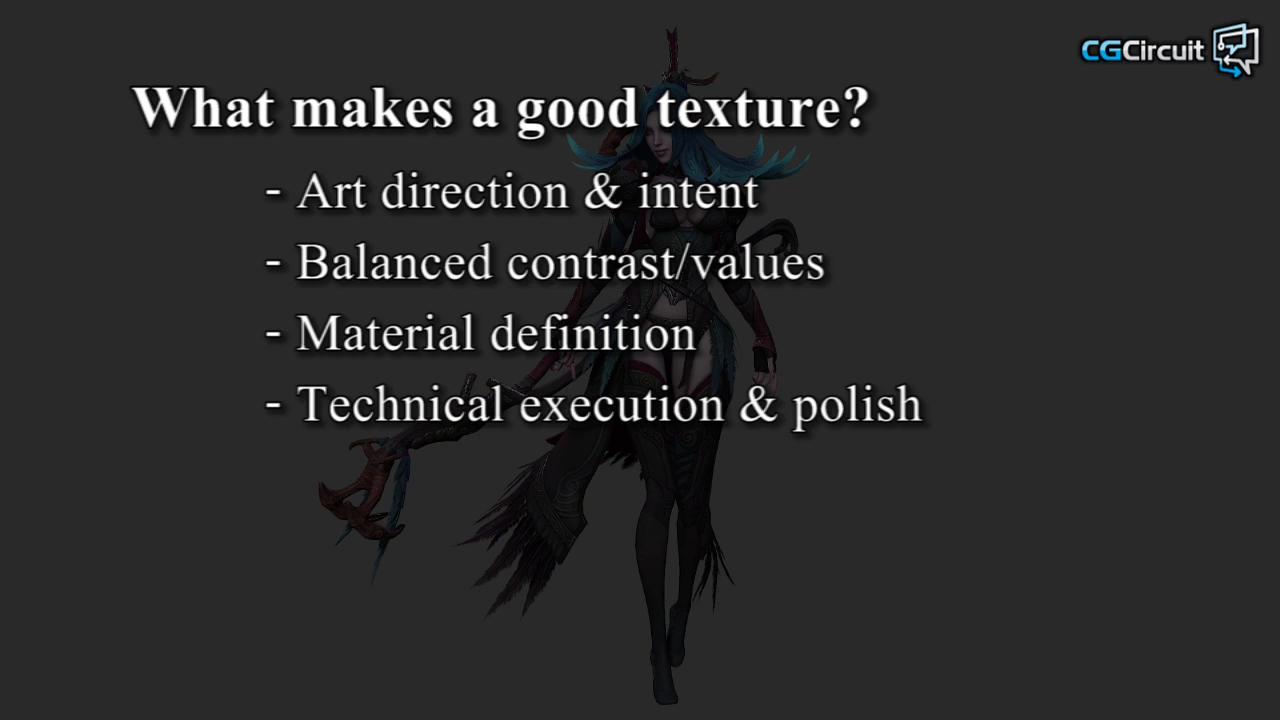 CGCircuit
What makes a good texture?
- Art direction & intent
- Balanced contrast/values
- Material definition
- Technical execution & polish